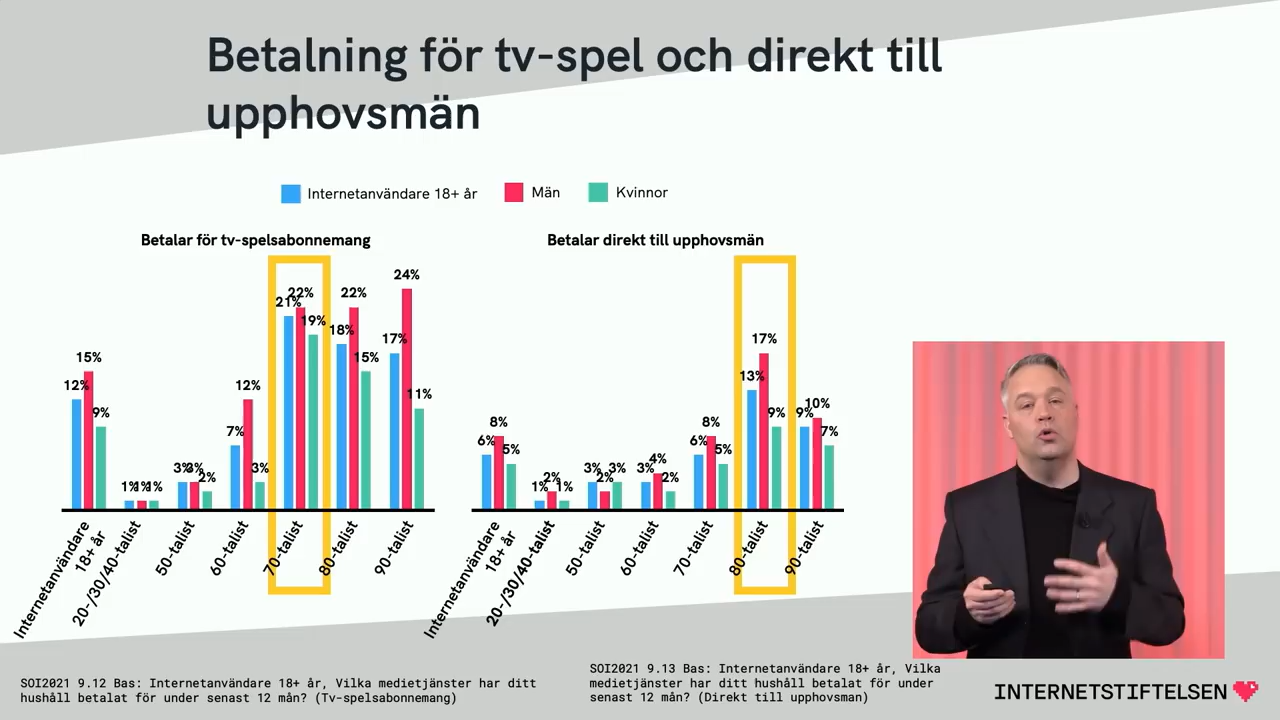 Betalning för tv-spel och direkt till
upphovsmän
Internetanvändare 18+ år
Män
Kvinnor
Betalar för tv-spelsabonnemang
12%
15%
9%
1%
1%
1%
3%
3%
2%
7%
12%
3%
21%
22%
19%
18%
22%
15%
17%
24%
11%
Internetanvändare
18+ år
20-/30/40-talist
50-talist
60-talist
70-talist
80-talist
90-talist
Betalar direkt till upphovsmän
6%
8%
5%
1%
2%
1%
3%
2%
3%
3%
4%
2%
6%
8%
5%
13%
17%
9%
9%
10%
7%
Internetanvändare
18+ år
20-/30/40-talist
50-talist
60-talist
70-talist
80-talist
90-talist
SOI2021 9.12 Bas: Internetanvändare 18+ år, Vilka medietjänster har ditt
hushåll betalat för under senast 12 mån? (Tv-spelsabonnemang)
SOI2021 9.13 Bas: Internetanvändare 18+ år, Vilka
medietjänster har ditt hushåll betalat för under
senast 12 mån? (Direkt till upphovsman)
INTERNETSTIFTELSEN